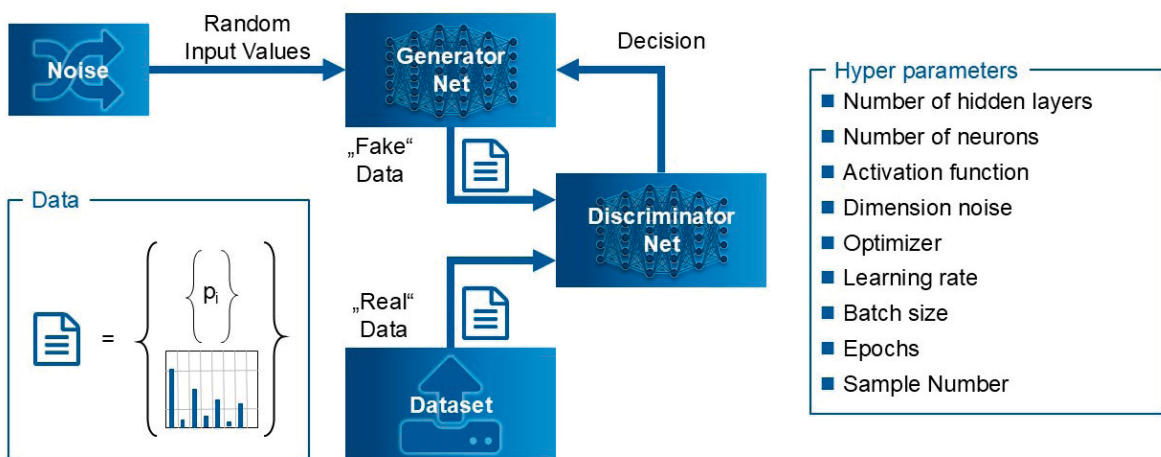 Noise
Random
Input Values
Generator
Net
Decision
„Fake“
Data
Discriminator
Net
„Real“
Data
Dataset
Data
=
{ { pᵢ } }
Hyper parameters
Number of hidden layers
Number of neurons
Activation function
Dimension noise
Optimizer
Learning rate
Batch size
Epochs
Sample Number